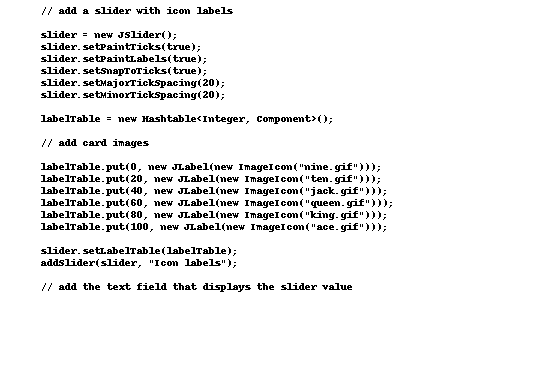 // add a slider with icon labels

slider = new JSlider();
slider.setPaintTicks(true);
slider.setPaintLabels(true);
slider.setSnapToTicks(true);
slider.setMajorTickSpacing(20);
slider.setMinorTickSpacing(20);

labelTable = new Hashtable<Integer, Component>();

// add card images

labelTable.put(0, new JLabel(new ImageIcon("nine.gif")));
labelTable.put(20, new JLabel(new ImageIcon("ten.gif")));
labelTable.put(40, new JLabel(new ImageIcon("jack.gif")));
labelTable.put(60, new JLabel(new ImageIcon("queen.gif")));
labelTable.put(80, new JLabel(new ImageIcon("king.gif")));
labelTable.put(100, new JLabel(new ImageIcon("ace.gif")));

slider.setLabelTable(labelTable);
addSlider(slider, "Icon labels");

// add the text field that displays the slider value